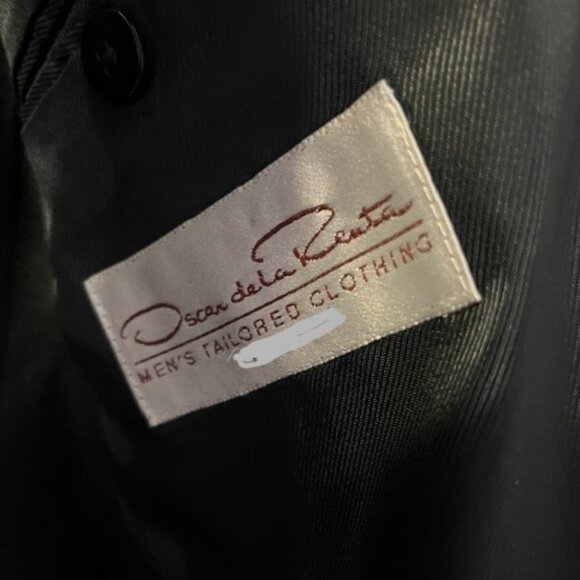 Oscar de la Renta
MEN'S TAILORED CLOTHING